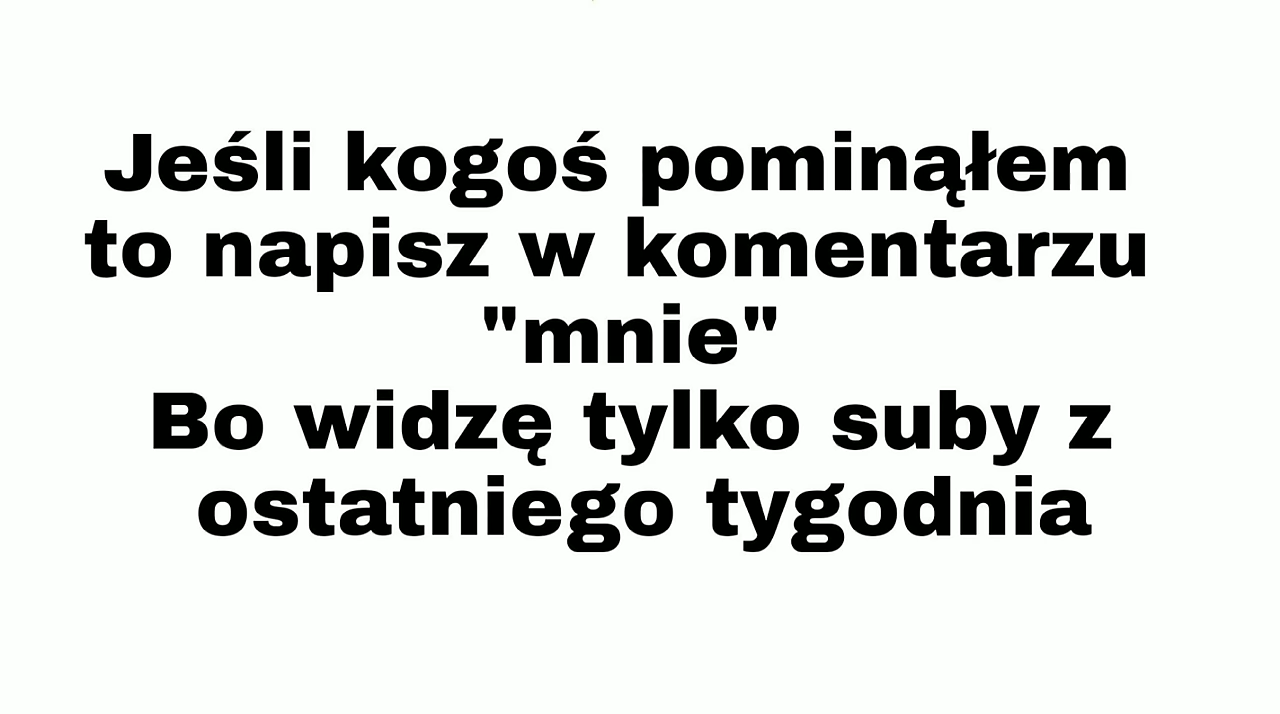 Jeśli kogoś pominąłem
to napisz w komentarzu
"mnie"
Bo widzę tylko suby z
ostatniego tygodnia